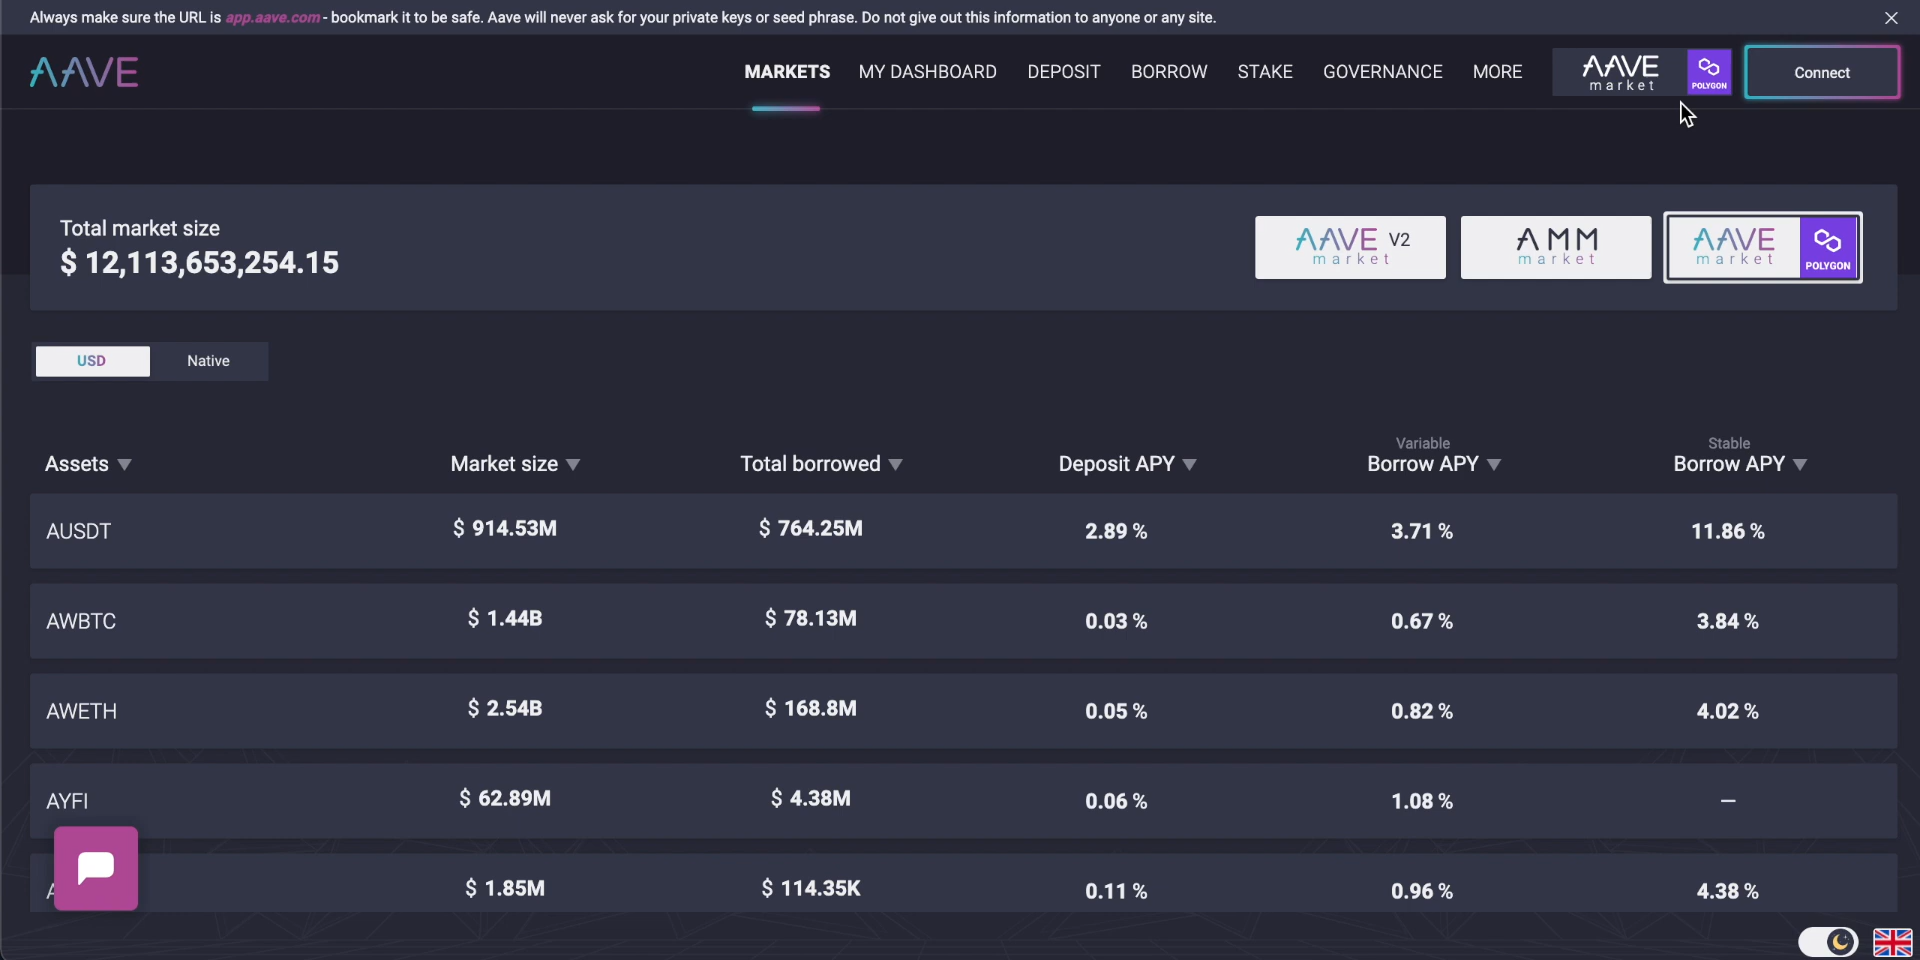 Always make sure the URL is app.aave.com - bookmark it to be safe. Aave will never ask for your private keys or seed phrase. Do not give out this information to anyone or any site.
AAVE
MARKETS MY DASHBOARD DEPOSIT BORROW STAKE GOVERNANCE MORE
AAVE
market
POLYGON
Connect
Total market size
$ 12,113,653,254.15
AAVE V2
market
AMM
market
AAVE
market
POLYGON
USD Native
Assets Market size Total borrowed Deposit APY Variable Borrow APY Stable Borrow APY
AUSDT $ 914.53M $ 764.25M 2.89 % 3.71 % 11.86 %
AWBTC $ 1.44B $ 78.13M 0.03 % 0.67 % 3.84 %
AWETH $ 2.54B $ 168.8M 0.05 % 0.82 % 4.02 %
AYFI $ 62.89M $ 4.38M 0.06 % 1.08 % —
$ 1.85M $ 114.35K 0.11 % 0.96 % 4.38 %